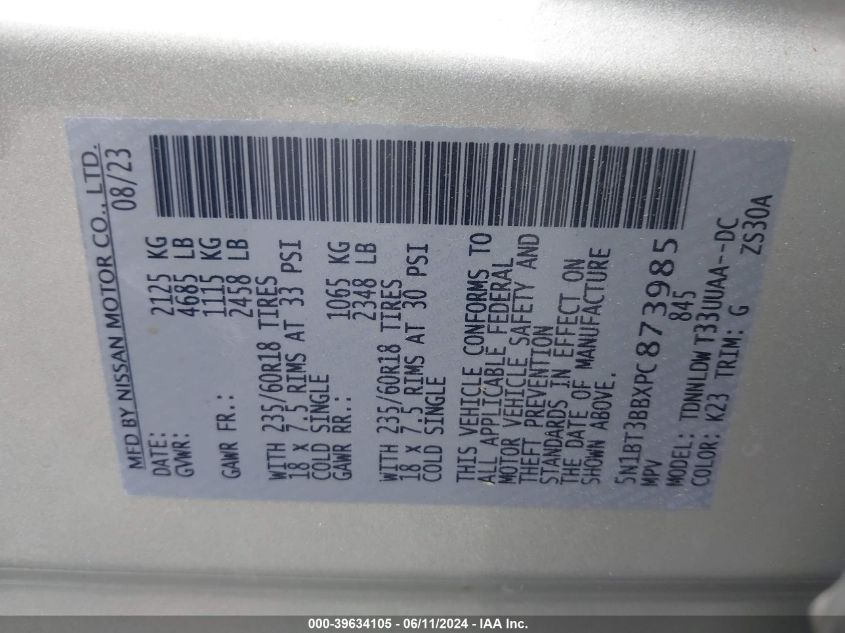 MFD BY NISSAN MOTOR CO., LTD.
DATE: 08/23
GVWR: 2125 KG
4685 LB
GAWR FR.: 1115 KG
2458 LB
WITH 235/60R18 TIRES
18 x 7.5 RIMS AT 33 PSI
COLD SINGLE
GAWR RR.: 1065 KG
2348 LB
WITH 235/60R18 TIRES
18 x 7.5 RIMS AT 30 PSI
COLD SINGLE
THIS VEHICLE CONFORMS TO
ALL APPLICABLE FEDERAL
MOTOR VEHICLE SAFETY AND
THEFT PREVENTION
STANDARDS IN EFFECT ON
THE DATE OF MANUFACTURE
SHOWN ABOVE.
5N1BT3BBXPC873985
MPV 845
MODEL: TDNNLDW T33UUAA--DC
COLOR: K23 TRIM: G ZS30A
000-39634105 - 06/11/2024 - IAA Inc.